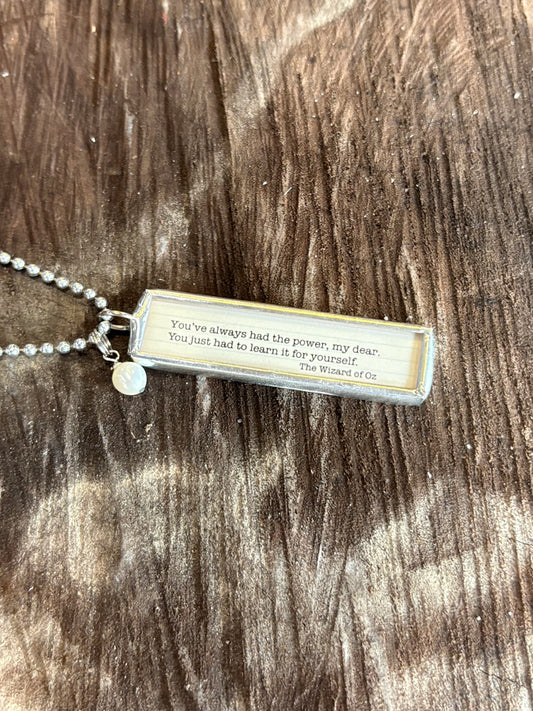 You've always had the power, my dear.
You just had to learn it for yourself.
The Wizard of Oz